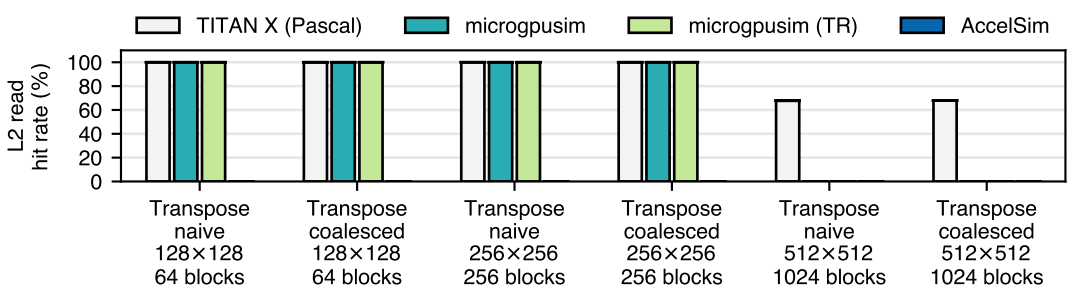 TITAN X (Pascal) microgpusim microgpusim (TR) AccelSim
L2 read
hit rate (%)
100
80
60
40
20
0
Transpose
naive
128×128
64 blocks
Transpose
coalesced
128×128
64 blocks
Transpose
naive
256×256
256 blocks
Transpose
coalesced
256×256
256 blocks
Transpose
naive
512×512
1024 blocks
Transpose
coalesced
512×512
1024 blocks